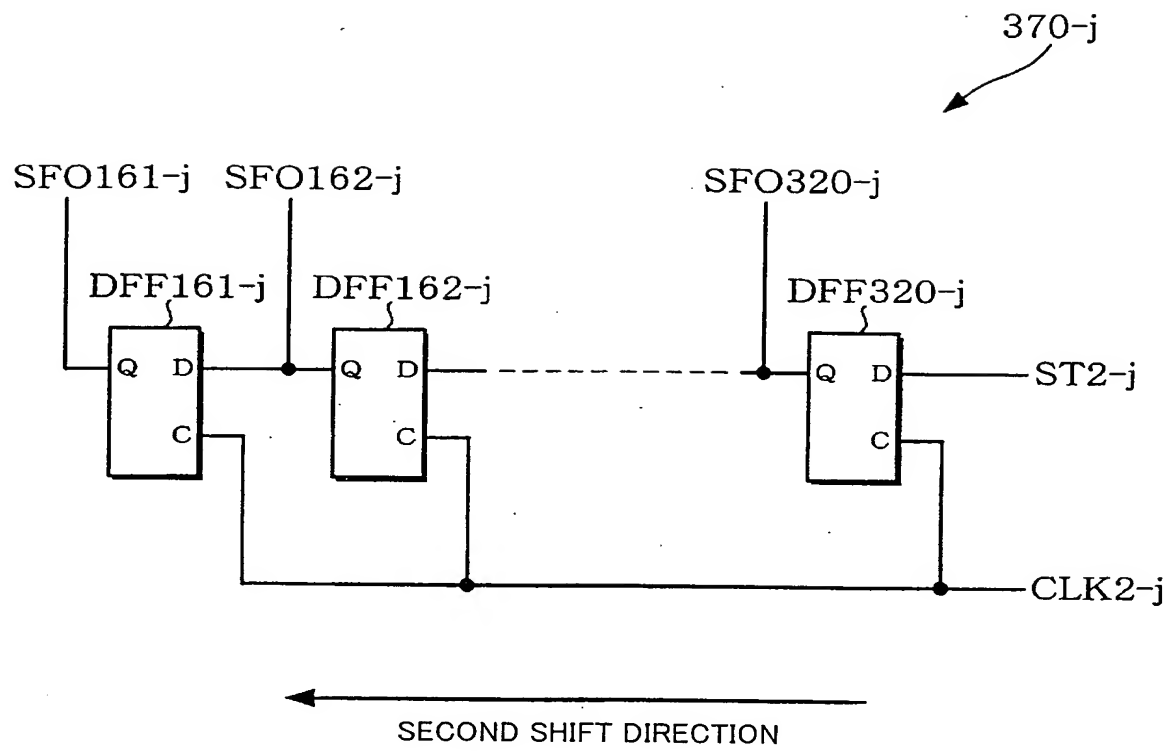 370-j
SFO161-j SFO162-j SFO320-j
DFF161-j DFF162-j DFF320-j
Q D Q D Q D ST2-j
C C C
CLK2-j
SECOND SHIFT DIRECTION